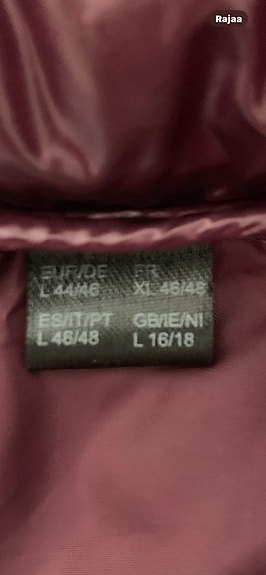 Rajaa
EUR/DE FR
L 44/46 XL 46/48
ES/IT/PT GB/IE/NI
L 46/48 L 16/18